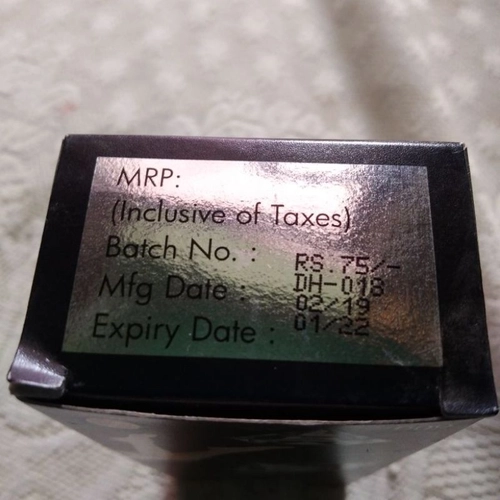 MRP:
(Inclusive of Taxes)
Batch No. :
RS.75/-
Mfg Date :
DH-018
02/19
Expiry Date :
01/22